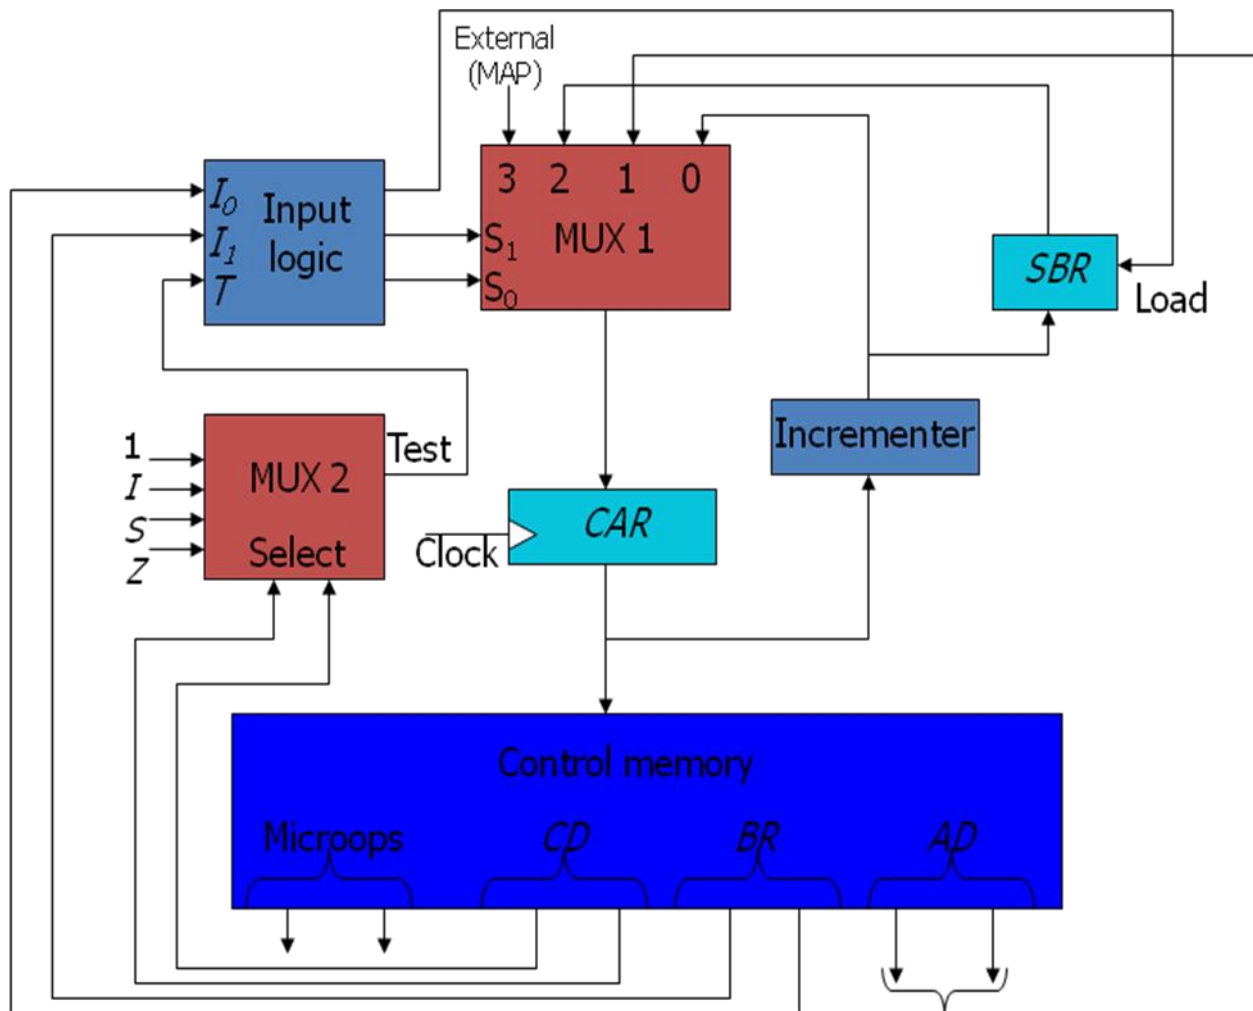 External
(MAP)
I₀
Input
logic
I₁
T
3 2 1 0
MUX 1
S₁
S₀
SBR
Load
1
I
S
Z
MUX 2
Select
Test
Incrementer
CAR
Clock
Control memory
Microops CD BR AD